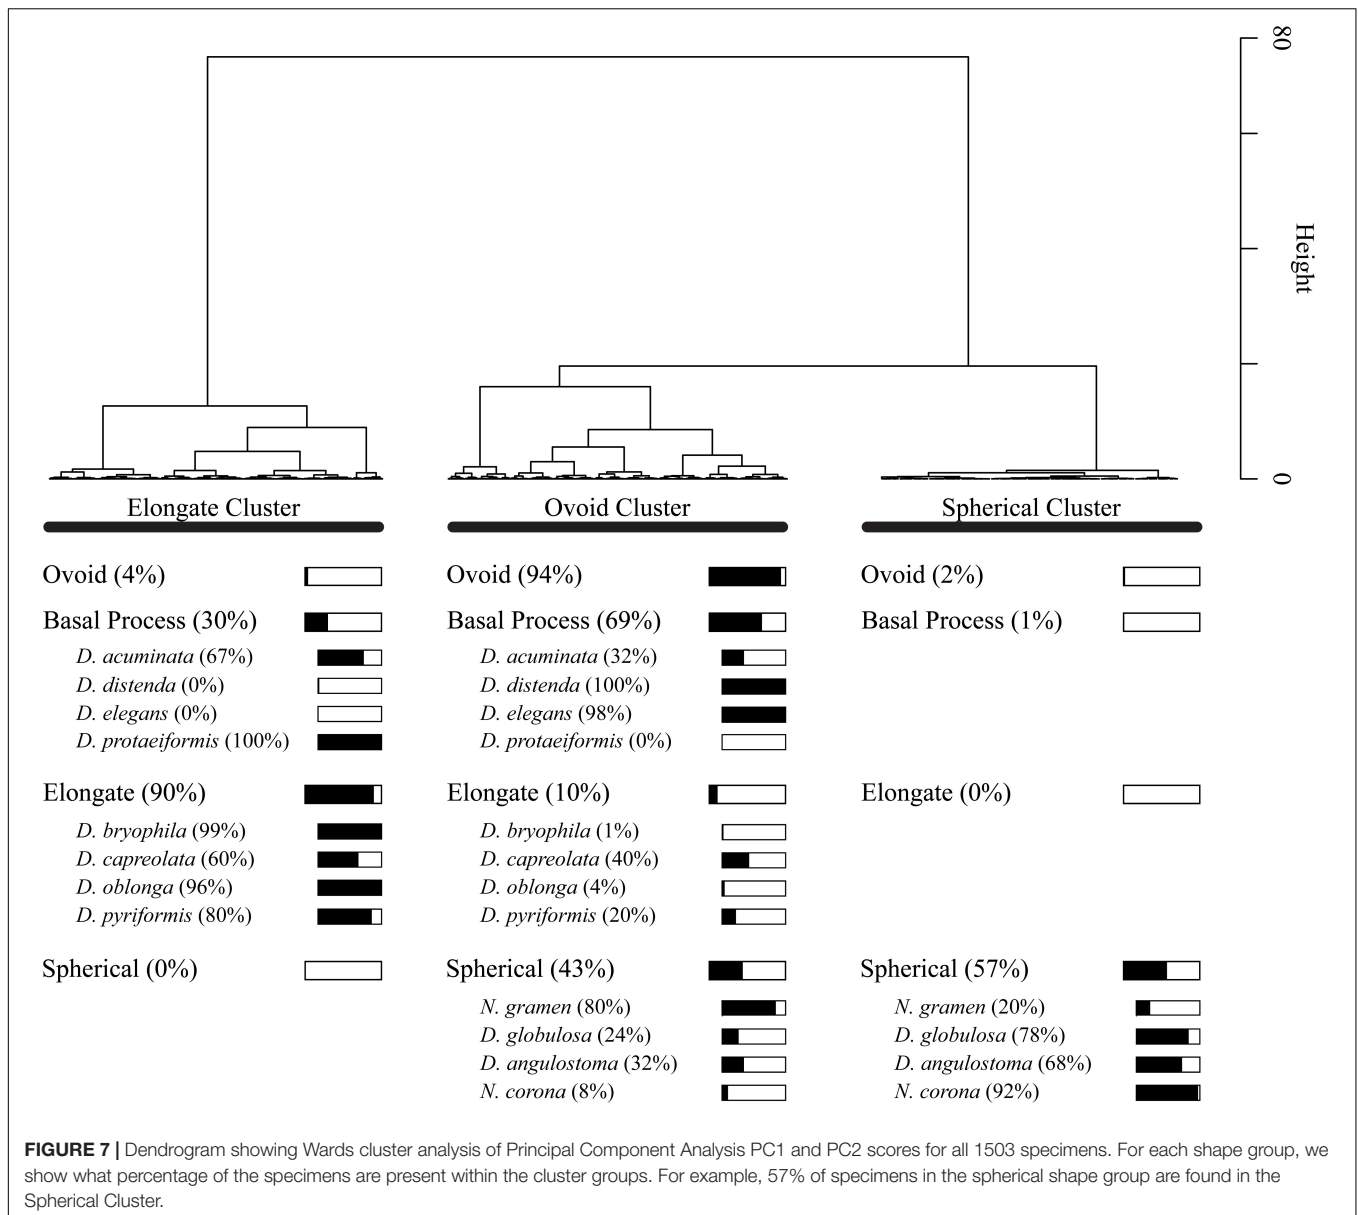 80
Height
0
Elongate Cluster
Ovoid Cluster
Spherical Cluster
Ovoid (4%)
Ovoid (94%)
Ovoid (2%)
Basal Process (30%)
Basal Process (69%)
Basal Process (1%)
D. acuminata (67%)
D. acuminata (32%)
D. distenda (0%)
D. distenda (100%)
D. elegans (0%)
D. elegans (98%)
D. protaeiformis (100%)
D. protaeiformis (0%)
Elongate (90%)
Elongate (10%)
Elongate (0%)
D. bryophila (99%)
D. bryophila (1%)
D. capreolata (60%)
D. capreolata (40%)
D. oblonga (96%)
D. oblonga (4%)
D. pyriformis (80%)
D. pyriformis (20%)
Spherical (0%)
Spherical (43%)
Spherical (57%)
N. gramen (80%)
N. gramen (20%)
D. globulosa (24%)
D. globulosa (78%)
D. angulostoma (32%)
D. angulostoma (68%)
N. corona (8%)
N. corona (92%)
FIGURE 7 | Dendrogram showing Wards cluster analysis of Principal Component Analysis PC1 and PC2 scores for all 1503 specimens. For each shape group, we
show what percentage of the specimens are present within the cluster groups. For example, 57% of specimens in the spherical shape group are found in the
Spherical Cluster.